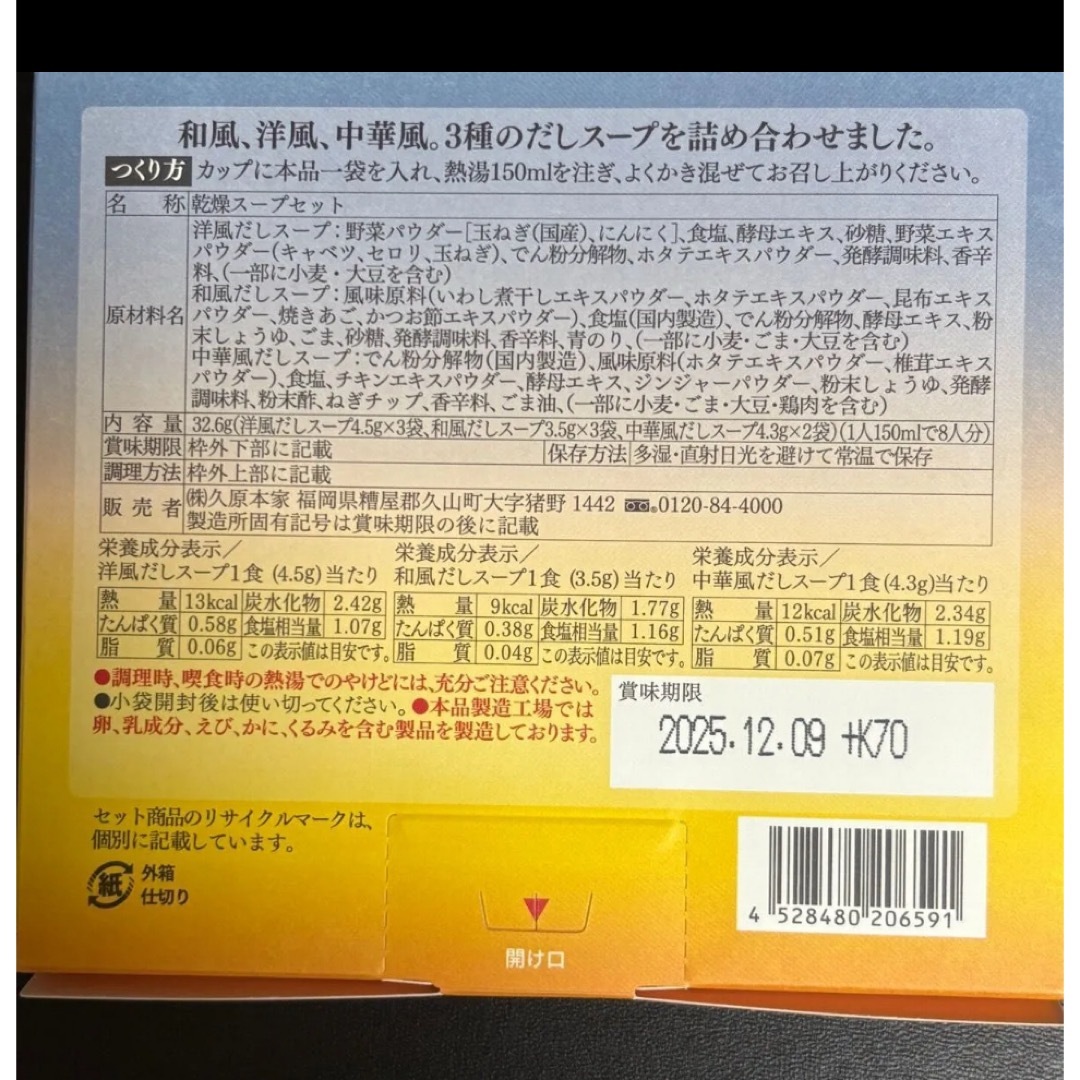 和風、洋風、中華風。3種のだしスープを詰め合わせました。
つくり方 カップに本品一袋を入れ、熱湯150mlを注ぎ、よくかき混ぜてお召し上がりください。
名 称 乾燥スープセット
原材料名
洋風だしスープ:野菜パウダー[玉ねぎ(国産)、にんにく]、食塩、酵母エキス、砂糖、野菜エキス
パウダー(キャベツ、セロリ、玉ねぎ)、でん粉分解物、ホタテエキスパウダー、発酵調味料、香辛
料、(一部に小麦・大豆を含む)
和風だしスープ:風味原料(いわし煮干しエキスパウダー、ホタテエキスパウダー、昆布エキス
パウダー、焼きあご、かつお節エキスパウダー)、食塩(国内製造)、でん粉分解物、酵母エキス、粉
末しょうゆ、ごま、砂糖、発酵調味料、香辛料、青のり、(一部に小麦・ごま・大豆を含む)
中華風だしスープ:でん粉分解物(国内製造)、風味原料(ホタテエキスパウダー、椎茸エキス
パウダー)、食塩、チキンエキスパウダー、酵母エキス、ジンジャーパウダー、粉末しょうゆ、発酵
調味料、粉末酢、ねぎチップ、香辛料、ごま油、(一部に小麦・ごま・大豆・鶏肉を含む)
内 容 量 32.6g(洋風だしスープ4.5g×3袋、和風だしスープ3.5g×3袋、中華風だしスープ4.3g×2袋)(1人150mlで8人分)
賞味期限 枠外下部に記載 保存方法 多湿・直射日光を避けて常温で保存
調理方法 枠外上部に記載
販 売 者 ㈱久原本家 福岡県糟屋郡久山町大字猪野 1442 0120-84-4000
製造所固有記号は賞味期限の後に記載
栄養成分表示/ 栄養成分表示/ 栄養成分表示/
洋風だしスープ1食 (4.5g)当たり 和風だしスープ1食 (3.5g)当たり 中華風だしスープ1食(4.3g)当たり
熱 量 13kcal 炭水化物 2.42g 熱 量 9kcal 炭水化物 1.77g 熱 量 12kcal 炭水化物 2.34g
たんぱく質 0.58g 食塩相当量 1.07g たんぱく質 0.38g 食塩相当量 1.16g たんぱく質 0.51g 食塩相当量 1.19g
脂 質 0.06g この表示値は目安です。 脂 質 0.04g この表示値は目安です。 脂 質 0.07g この表示値は目安です。
●調理時、喫食時の熱湯でのやけどには、充分ご注意ください。
●小袋開封後は使い切ってください。●本品製造工場では
卵、乳成分、えび、かに、くるみを含む製品を製造しております。
賞味期限
2025.12.09 +K70
セット商品のリサイクルマークは、
個別に記載しています。
紙 外箱
仕切り
開け口
4 528480 206591